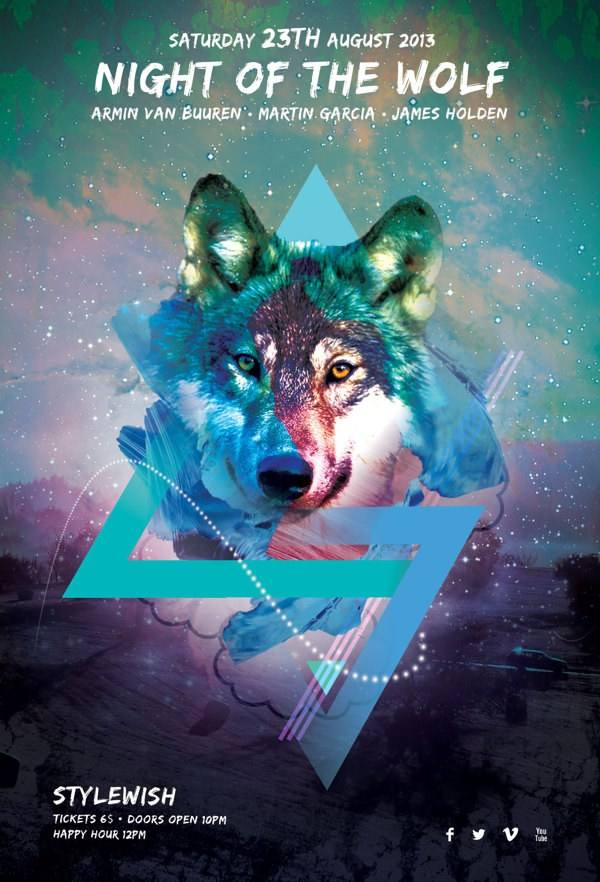 SATURDAY 23TH AUGUST 2013
NIGHT OF THE WOLF
ARMIN VAN BUUREN • MARTIN GARCIA • JAMES HOLDEN
STYLEWISH
TICKETS 6$ • DOORS OPEN 10PM
HAPPY HOUR 12PM
You
Tube